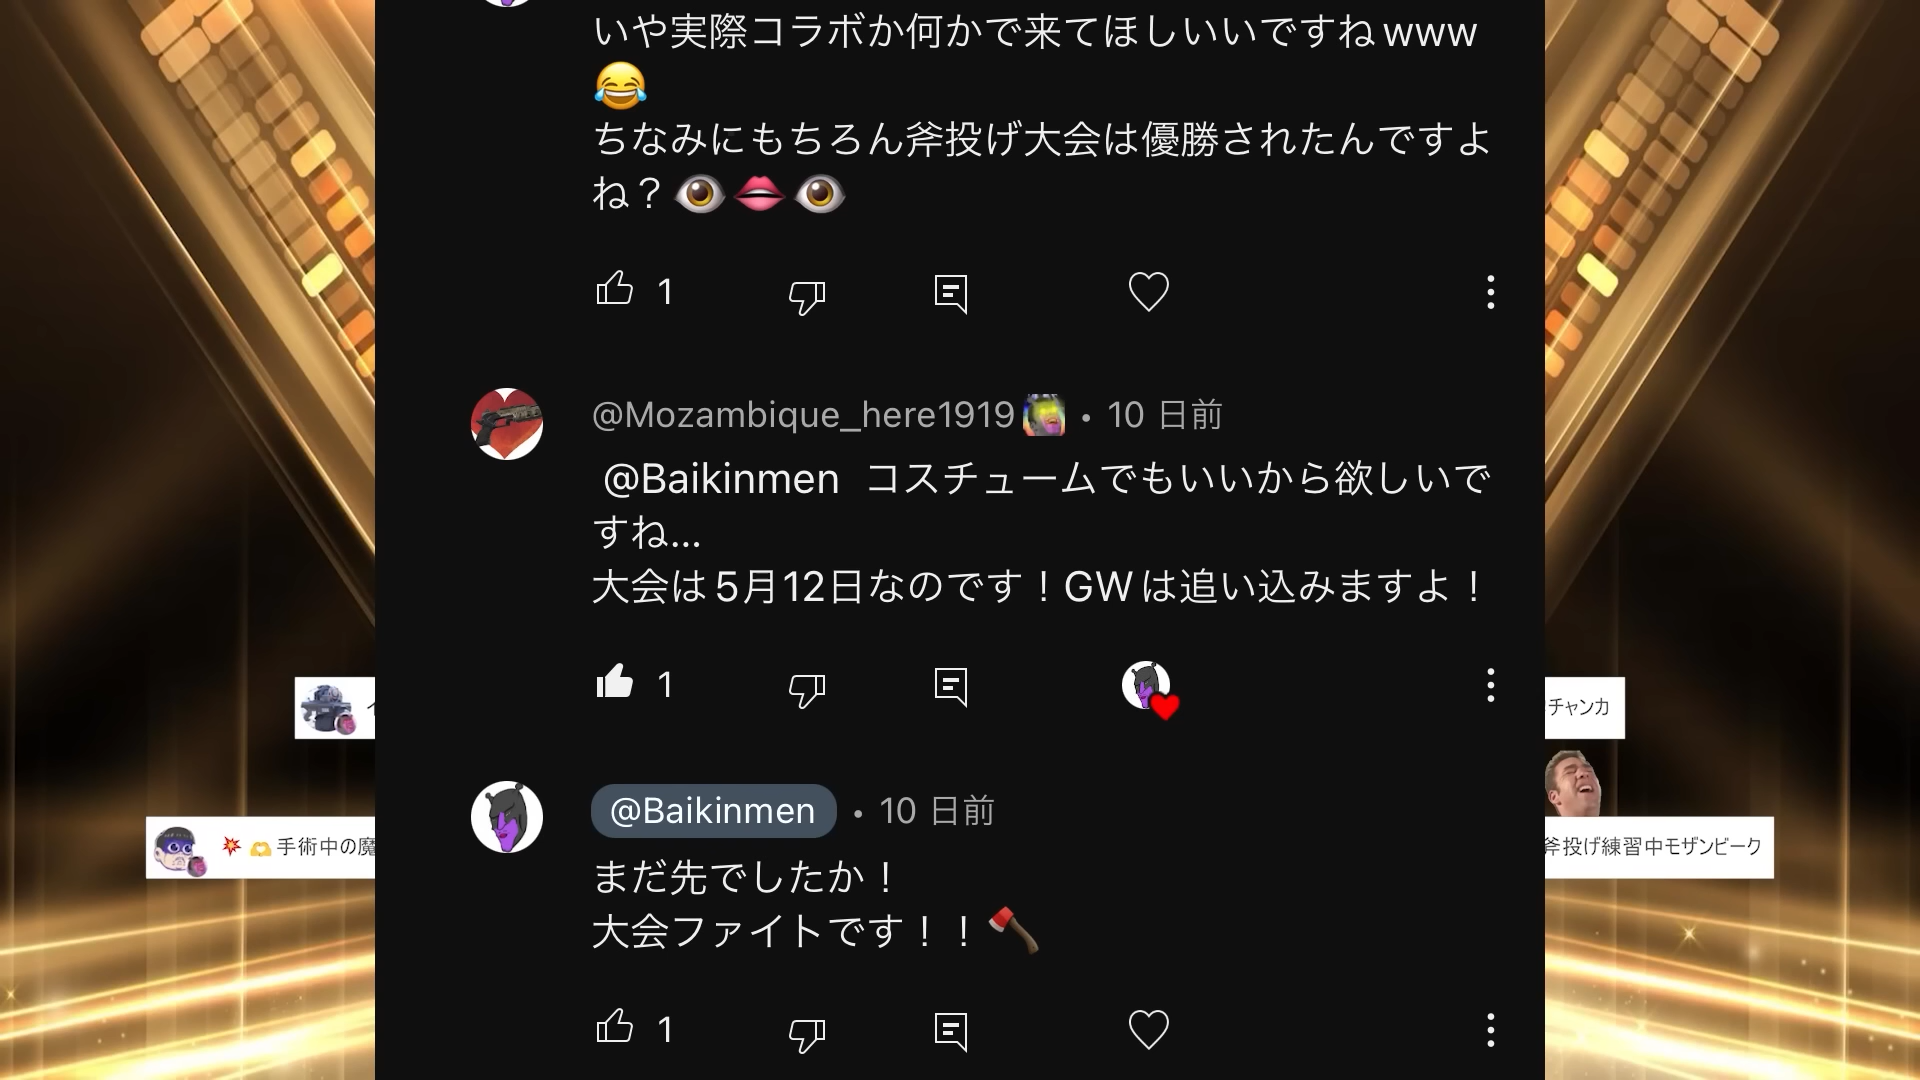 いや実際コラボか何かで来てほしいいですねwww
😂
ちなみにもちろん斧投げ大会は優勝されたんですよ
ね？👁👄👁
1
@Mozambique_here1919 • 10 日前
@Baikinmen コスチュームでもいいから欲しいで
すね...
大会は5月12日なのです！GWは追い込みますよ！
1
チャンカ
@Baikinmen • 10 日前
💥🫶手術中の魔
斧投げ練習中モザンビーク
まだ先でしたか！
大会ファイトです！！🪓
1